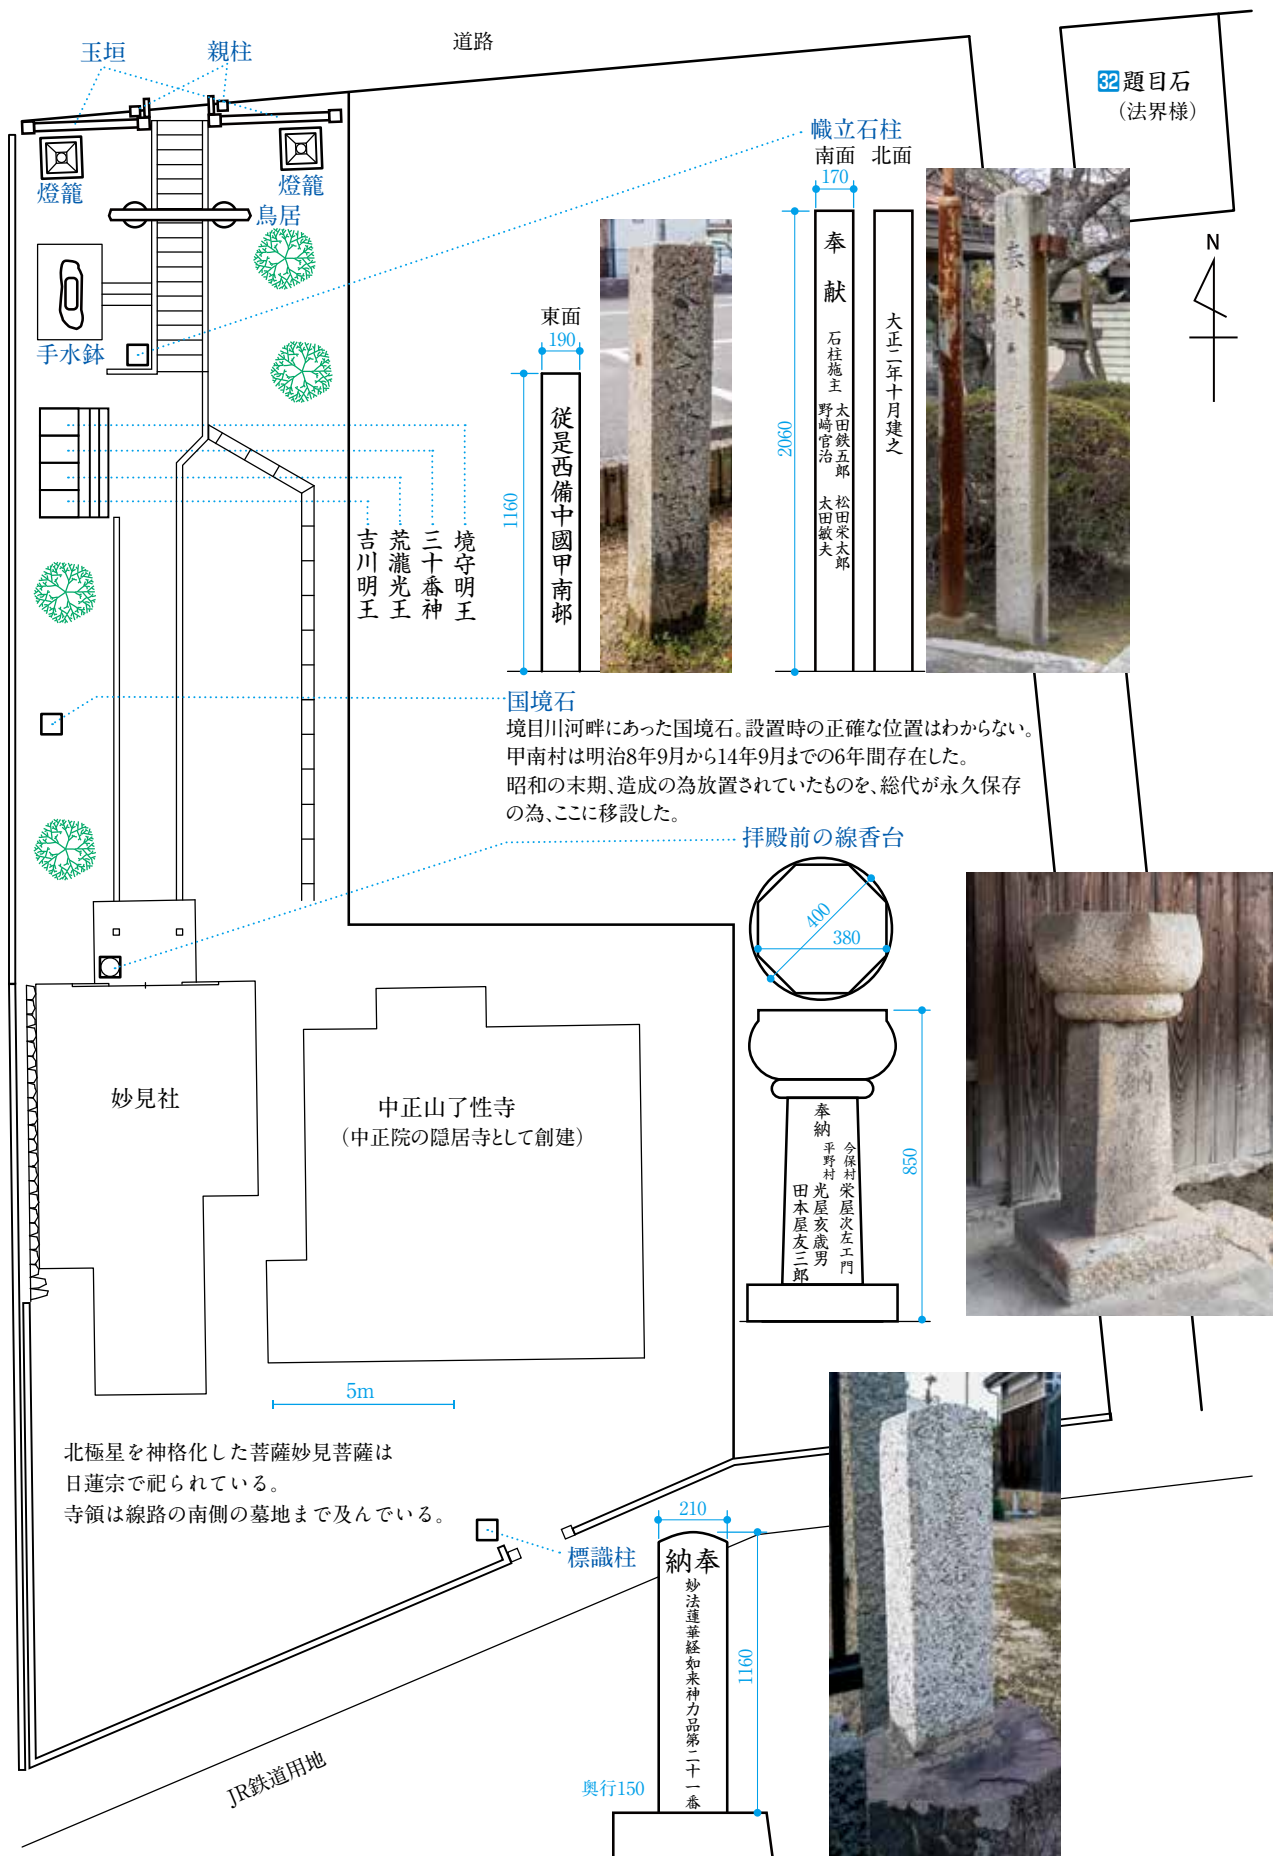 道路
玉垣
親柱
32題目石
(法界様)
燈籠
燈籠
鳥居
手水鉢
幟立石柱
南面
北面
170
2060
奉献
石柱施主
太田鉄五郎 松田栄太郎
野﨑官治 太田敏夫
大正二年十月建之
N
東面
190
1160
従是西備中國甲南邨
境守明王
三十番神
荒瀧光王
吉川明王
国境石
境目川河畔にあった国境石。設置時の正確な位置はわからない。
甲南村は明治8年9月から14年9月までの6年間存在した。
昭和の末期、造成の為放置されていたものを、総代が永久保存
の為、ここに移設した。
拝殿前の線香台
400
380
850
奉納
今保村 栄屋次左エ門
平野村 光屋亥歳男
田本屋友三郎
奉納
妙見社
中正山了性寺
(中正院の隠居寺として創建)
5m
北極星を神格化した菩薩妙見菩薩は
日蓮宗で祀られている。
寺領は線路の南側の墓地まで及んでいる。
標識柱
210
1160
奉納
妙法蓮華経如来神力品第二十一番
奥行150
JR鉄道用地